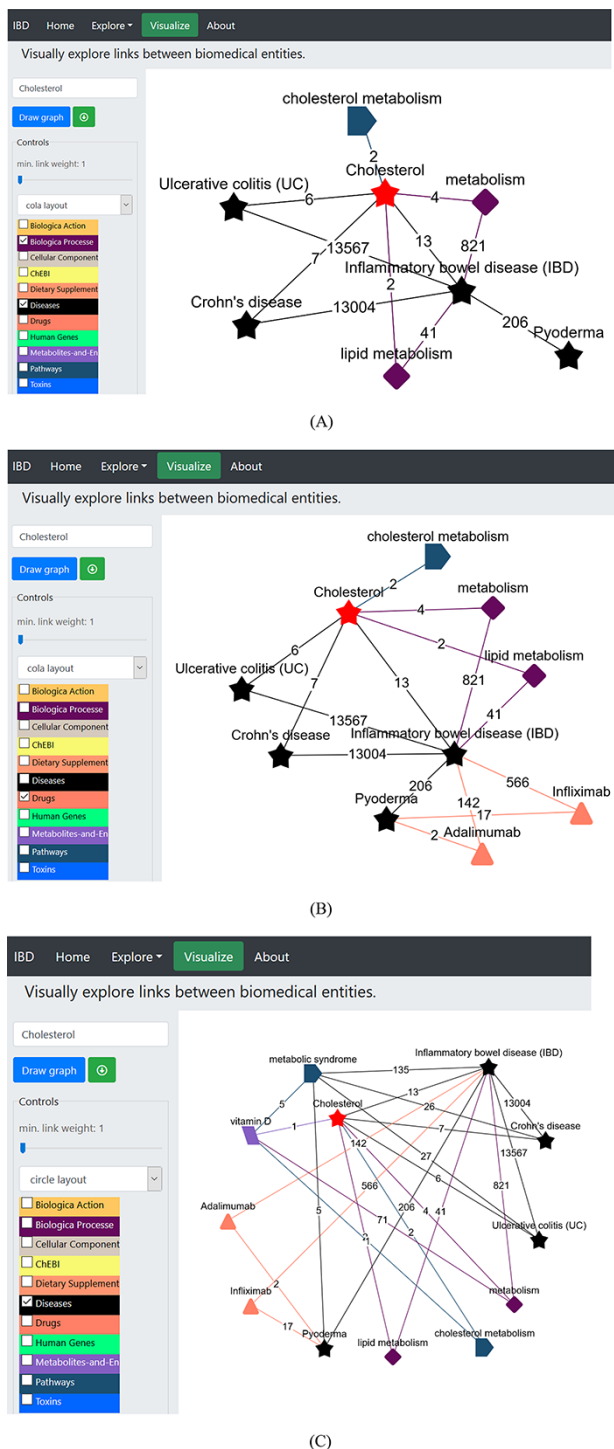 IBD Home Explore Visualize About
Visually explore links between biomedical entities.
Cholesterol
Draw graph
Controls
min. link weight: 1
cola layout
Biologica Action
Biologica Processe
Cellular Component
ChEBI
Dietary Supplement
Diseases
Drugs
Human Genes
Metabolites-and-En
Pathways
Toxins
cholesterol metabolism
2
Cholesterol
Ulcerative colitis (UC)
metabolism
6
4
13567
13
821
7
Inflammatory bowel disease (IBD)
Crohn's disease
13004
2
41
206
Pyoderma
lipid metabolism
(A)
IBD Home Explore Visualize About
Visually explore links between biomedical entities.
Cholesterol
Draw graph
Controls
min. link weight: 1
cola layout
Biologica Action
Biologica Processe
Cellular Component
ChEBI
Dietary Supplement
Diseases
Drugs
Human Genes
Metabolites-and-En
Pathways
Toxins
cholesterol metabolism
2
Cholesterol
metabolism
4
6
2
lipid metabolism
Ulcerative colitis (UC)
7
13
821
41
13567
Crohn's disease
Inflammatory bowel disease (IBD)
13004
566
Pyoderma
206
142
Infliximab
17
2
Adalimumab
(B)
IBD Home Explore Visualize About
Visually explore links between biomedical entities.
Cholesterol
Draw graph
Controls
min. link weight: 1
circle layout
Biologica Action
Biologica Processe
Cellular Component
ChEBI
Dietary Supplement
Diseases
Drugs
Human Genes
Metabolites-and-En
Pathways
Toxins
Inflammatory bowel disease (IBD)
metabolic syndrome
135
13
5
Cholesterol
26
13004
vitamin D
1
7
Crohn's disease
142
27
13567
Adalimumab
566
6
821
5
71
206
4
41
Ulcerative colitis (UC)
2
2
Infliximab
metabolism
17
Pyoderma
lipid metabolism
cholesterol metabolism
(C)